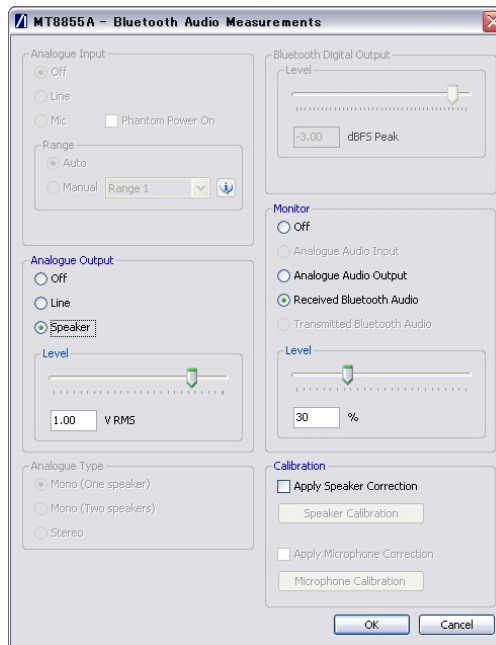 MT8855A - Bluetooth Audio Measurements
Analogue Input
Off
Line
Mic Phantom Power On
Range
Auto
Manual Range 1
Analogue Output
Off
Line
Speaker
Level
1.00 V RMS
Analogue Type
Mono (One speaker)
Mono (Two speakers)
Stereo
Bluetooth Digital Output
Level
-3.00 dBFS Peak
Monitor
Off
Analogue Audio Input
Analogue Audio Output
Received Bluetooth Audio
Transmitted Bluetooth Audio
Level
30 %
Calibration
Apply Speaker Correction
Speaker Calibration
Apply Microphone Correction
Microphone Calibration
OK Cancel